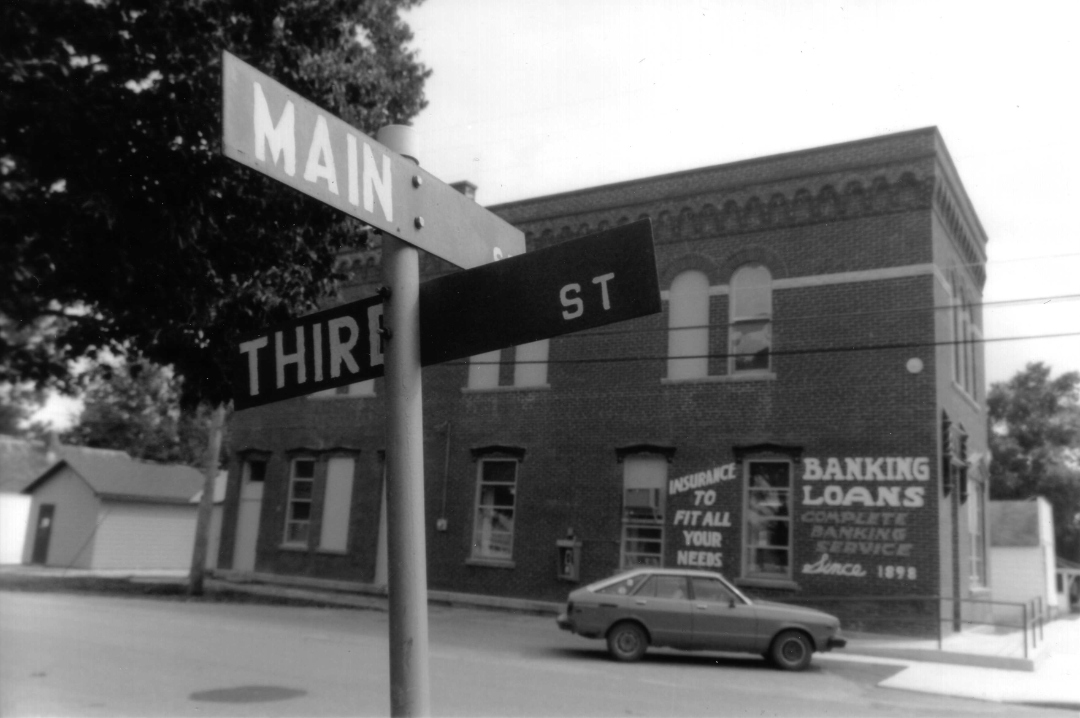 MAIN
THIRD ST
INSURANCE
TO
FIT ALL
YOUR
NEEDS
BANKING
LOANS
COMPLETE
BANKING
SERVICE
Since 1898